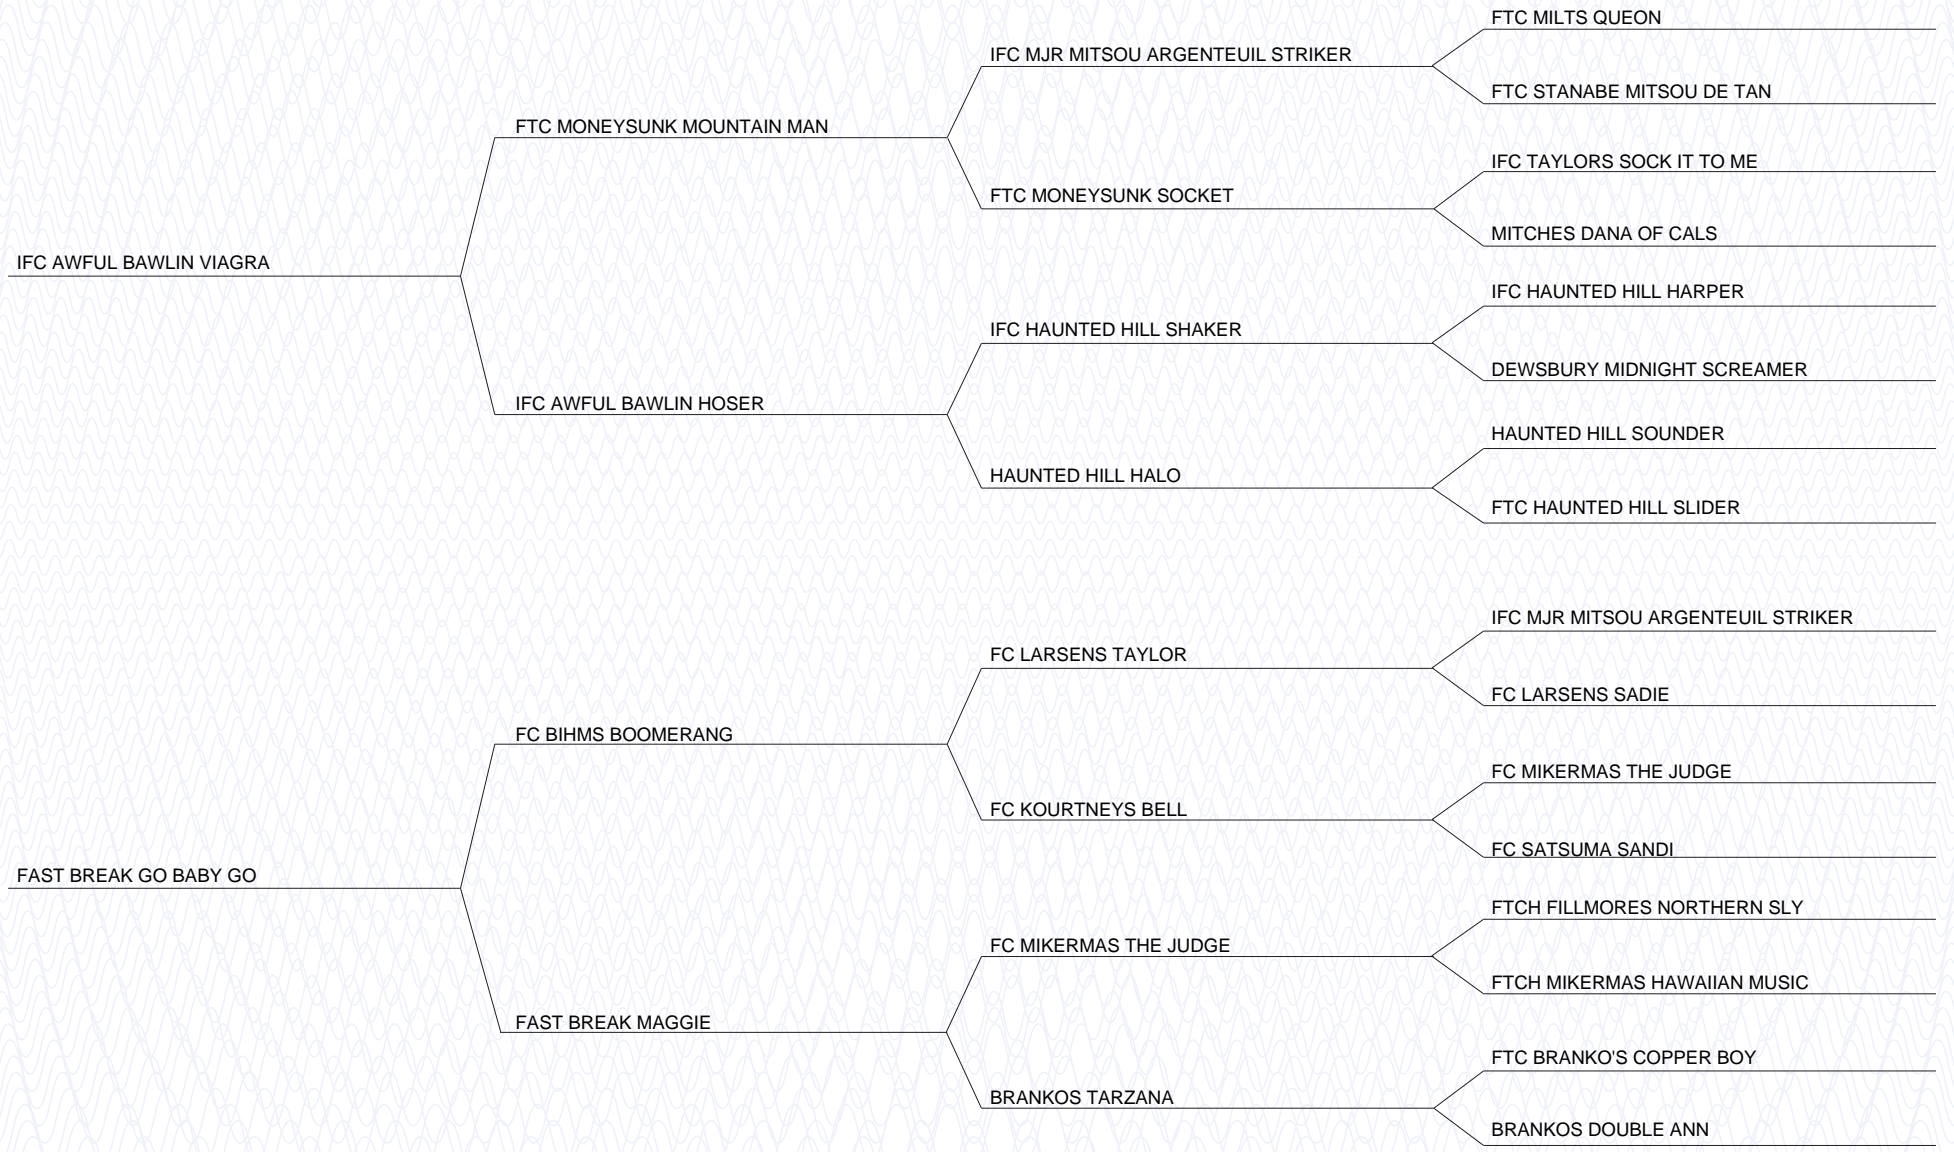 FTC MILTS QUEON
IFC MJR MITSOU ARGENTEUIL STRIKER
FTC STANABE MITSOU DE TAN
FTC MONEYSUNK MOUNTAIN MAN
IFC TAYLORS SOCK IT TO ME
FTC MONEYSUNK SOCKET
MITCHES DANA OF CALS
IFC AWFUL BAWLIN VIAGRA
IFC HAUNTED HILL HARPER
IFC HAUNTED HILL SHAKER
DEWSBURY MIDNIGHT SCREAMER
IFC AWFUL BAWLIN HOSER
HAUNTED HILL SOUNDER
HAUNTED HILL HALO
FTC HAUNTED HILL SLIDER
IFC MJR MITSOU ARGENTEUIL STRIKER
FC LARSENS TAYLOR
FC LARSENS SADIE
FC BIHMS BOOMERANG
FC MIKERMAS THE JUDGE
FC KOURTNEYS BELL
FC SATSUMA SANDI
FAST BREAK GO BABY GO
FTCH FILLMORES NORTHERN SLY
FC MIKERMAS THE JUDGE
FTCH MIKERMAS HAWAIIAN MUSIC
FAST BREAK MAGGIE
FTC BRANKO'S COPPER BOY
BRANKOS TARZANA
BRANKOS DOUBLE ANN